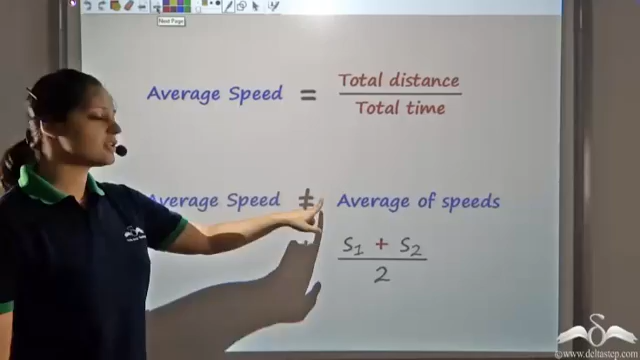 Next Page
Average Speed = Total distance
Total time
Average Speed ≠ Average of speeds
S1 + S2
2
©www.deltastep.com